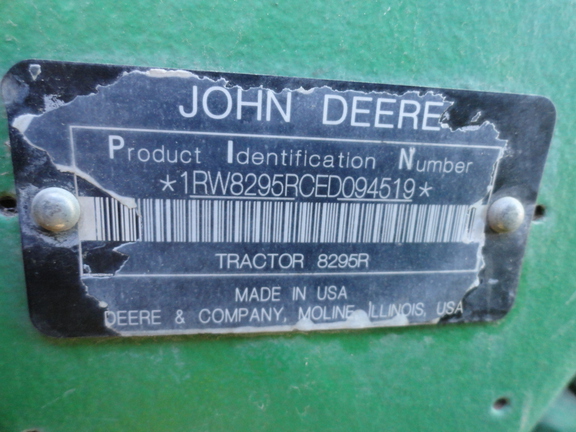 JOHN DEERE
Product Identification Number
*1RW8295RCED094519*
TRACTOR 8295R
MADE IN USA
DEERE & COMPANY, MOLINE, ILLINOIS, USA